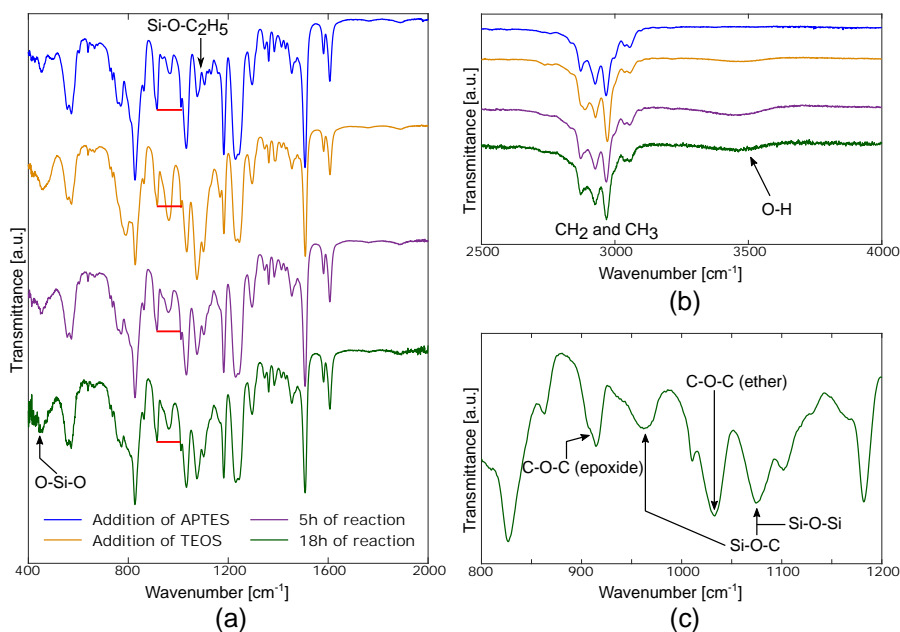 Si-O-C₂H₅
Transmittance [a.u.]
O-Si-O
Addition of APTES
Addition of TEOS
5h of reaction
18h of reaction
400 800 1200 1600 2000
Wavenumber [cm⁻¹]
(a)
Transmittance [a.u.]
O-H
CH₂ and CH₃
2500 3000 3500 4000
Wavenumber [cm⁻¹]
(b)
Transmittance [a.u.]
C-O-C (ether)
C-O-C (epoxide)
Si-O-Si
Si-O-C
800 900 1000 1100 1200
Wavenumber [cm⁻¹]
(c)